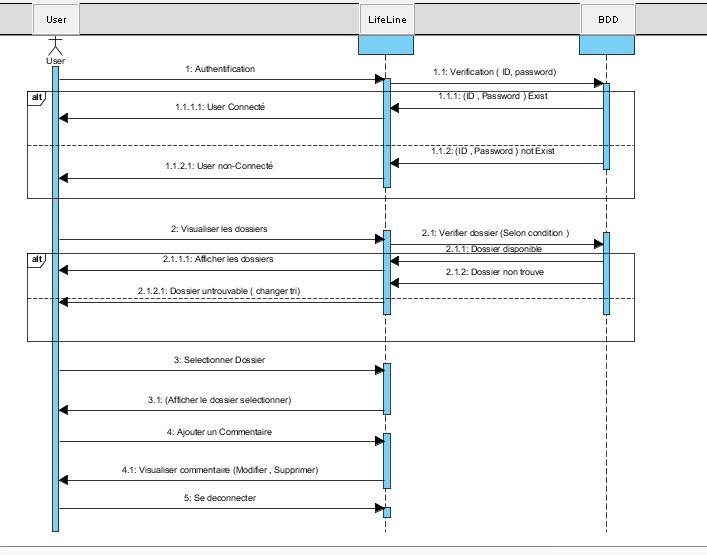 User
LifeLine
BDD
User
1: Authentification
1.1: Verification ( ID, password)
alt
1.1.1: (ID , Password ) Exist
1.1.1.1: User Connecté
1.1.2: (ID , Password ) not Exist
1.1.2.1: User non-Connecté
2: Visualiser les dossiers
2.1: Verifier dossier (Selon condition )
2.1.1: Dossier disponible
alt
2.1.1.1: Afficher les dossiers
2.1.2: Dossier non trouve
2.1.2.1: Dossier untrouvable ( changer tri)
3: Selectionner Dossier
3.1: (Afficher le dossier selectionner)
4: Ajouter un Commentaire
4.1: Visualiser commentaire (Modifier , Supprimer)
5: Se deconnecter